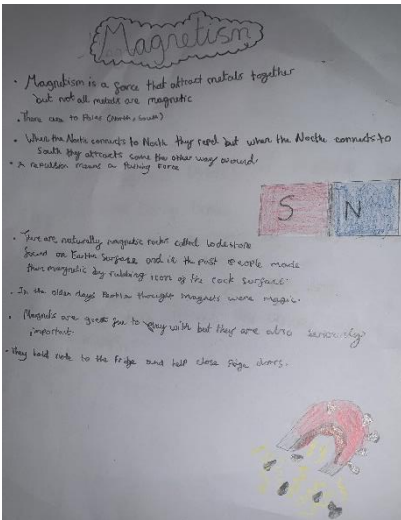 Magnetism
• Magnetism is a force that attract metals together
but not all metals are magnetic
• There are to Poles (North, South)
• When the North connects to North they repel but when the North connects to
South they attracts same the other way around
• A repulsion means a Pushing Force
S N
• There are naturally magnetic rocks called lodestone
found on Earths Surface and in the past People made
magnetic by rubbing of the rock surface
• In the olden days People thought magnets were magic.
• Magnets are great fun to play with but they are also
important
• They hold note to the Fridge and help close fridge doors.